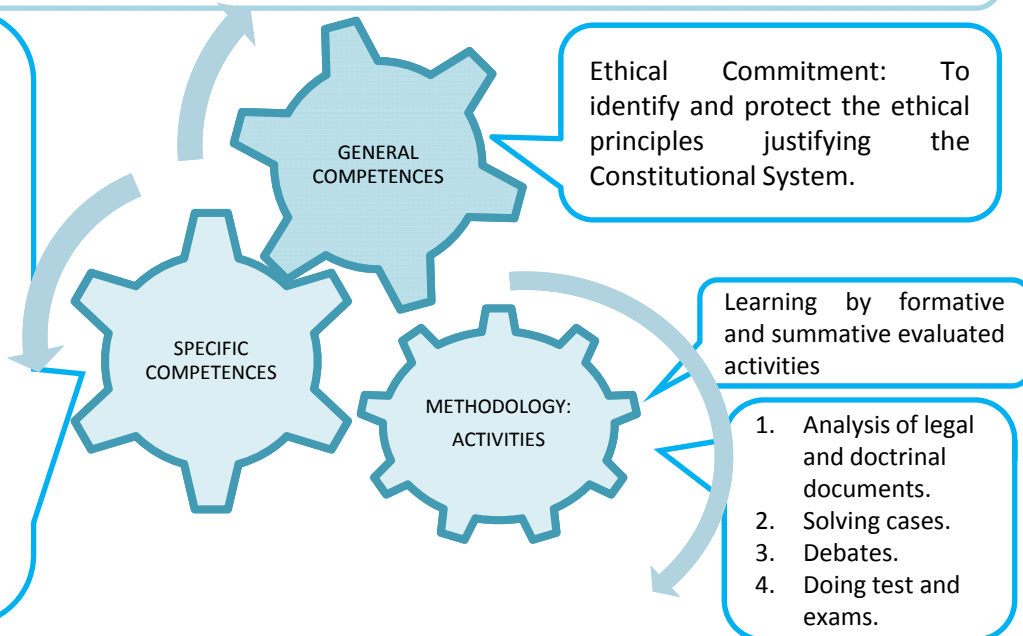 Ethical Commitment: To
identify and protect the ethical
principles justifying the
Constitutional System.
GENERAL
COMPETENCES
SPECIFIC
COMPETENCES
METHODOLOGY:
ACTIVITIES
Learning by formative
and summative evaluated
activities
1. Analysis of legal
and doctrinal
documents.
2. Solving cases.
3. Debates.
4. Doing test and
exams.